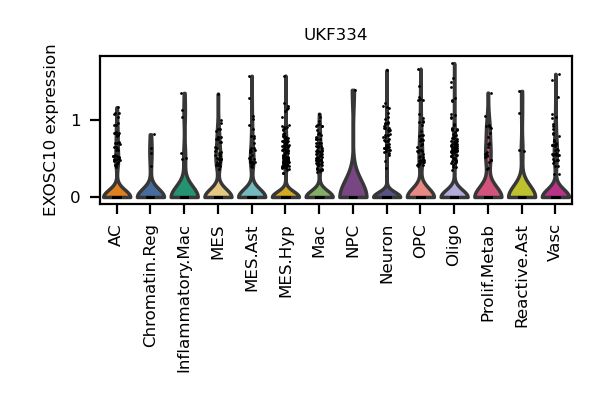 UKF334
EXOSC10 expression
1
0
AC
Chromatin.Reg
Inflammatory.Mac
MES
MES.Ast
MES.Hyp
Mac
NPC
Neuron
OPC
Oligo
Prolif.Metab
Reactive.Ast
Vasc